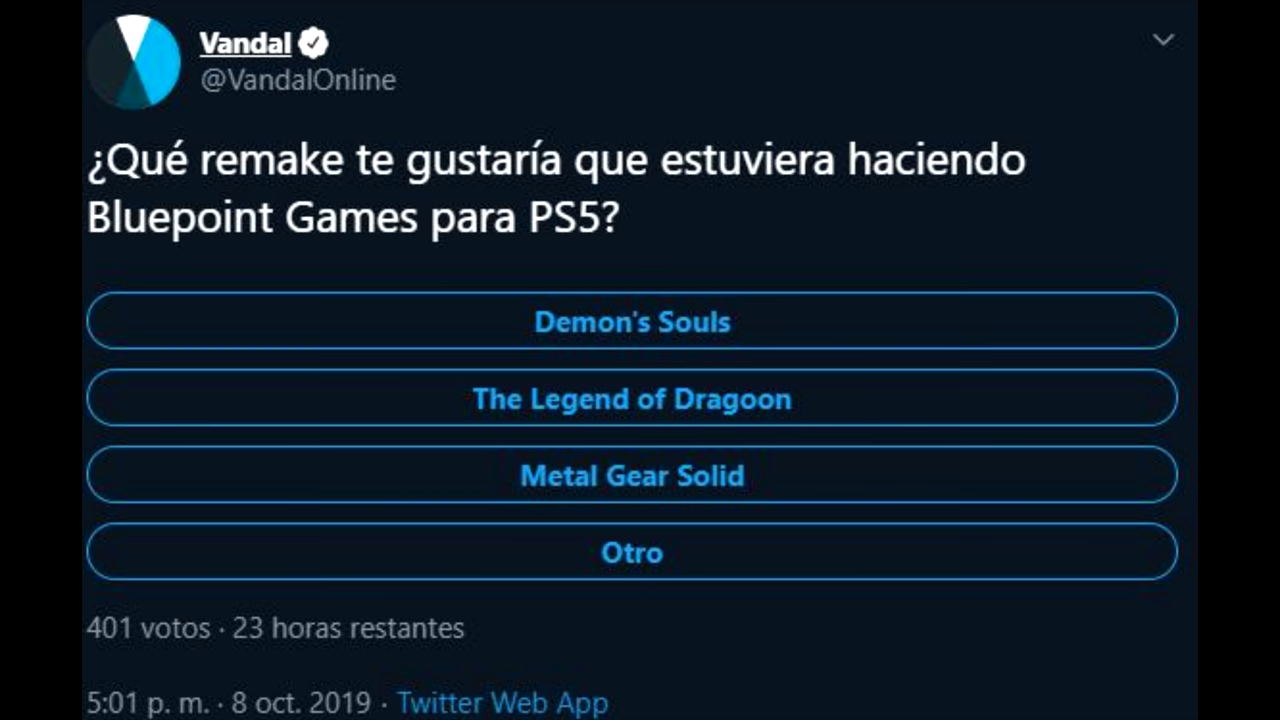 Vandal
@VandalOnline
¿Qué remake te gustaría que estuviera haciendo
Bluepoint Games para PS5?
Demon's Souls
The Legend of Dragoon
Metal Gear Solid
Otro
401 votos · 23 horas restantes
5:01 p. m. · 8 oct. 2019 · Twitter Web App